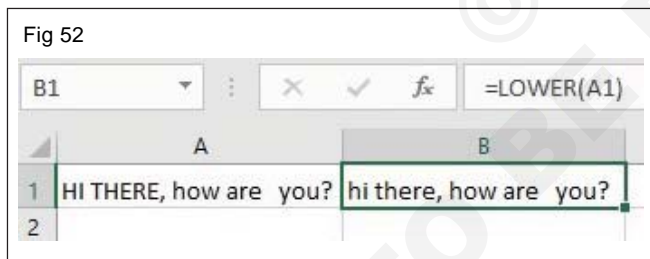 Fig 52
B1 fx =LOWER(A1)
A B
1 HI THERE, how are   you? hi there, how are   you?
2